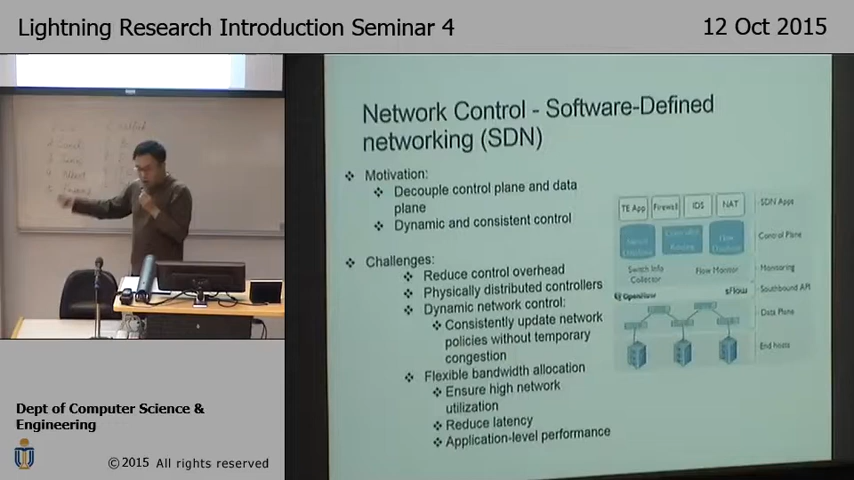 Lightning Research Introduction Seminar 4
12 Oct 2015
Network Control - Software-Defined
networking (SDN)
Motivation:
Decouple control plane and data
plane
Dynamic and consistent control
Challenges:
Reduce control overhead
Physically distributed controllers
Dynamic network control:
Consistently update network
policies without temporary
congestion
Flexible bandwidth allocation
Ensure high network
utilization
Reduce latency
Application-level performance
TE App Firewall IDS NAT
SDN Apps
Control Plane
Switch Info
Collector
Flow Monitor
Monitoring
OpenFlow
sFlow
Southbound API
Data Plane
End hosts
Dept of Computer Science &
Engineering
©2015 All rights reserved